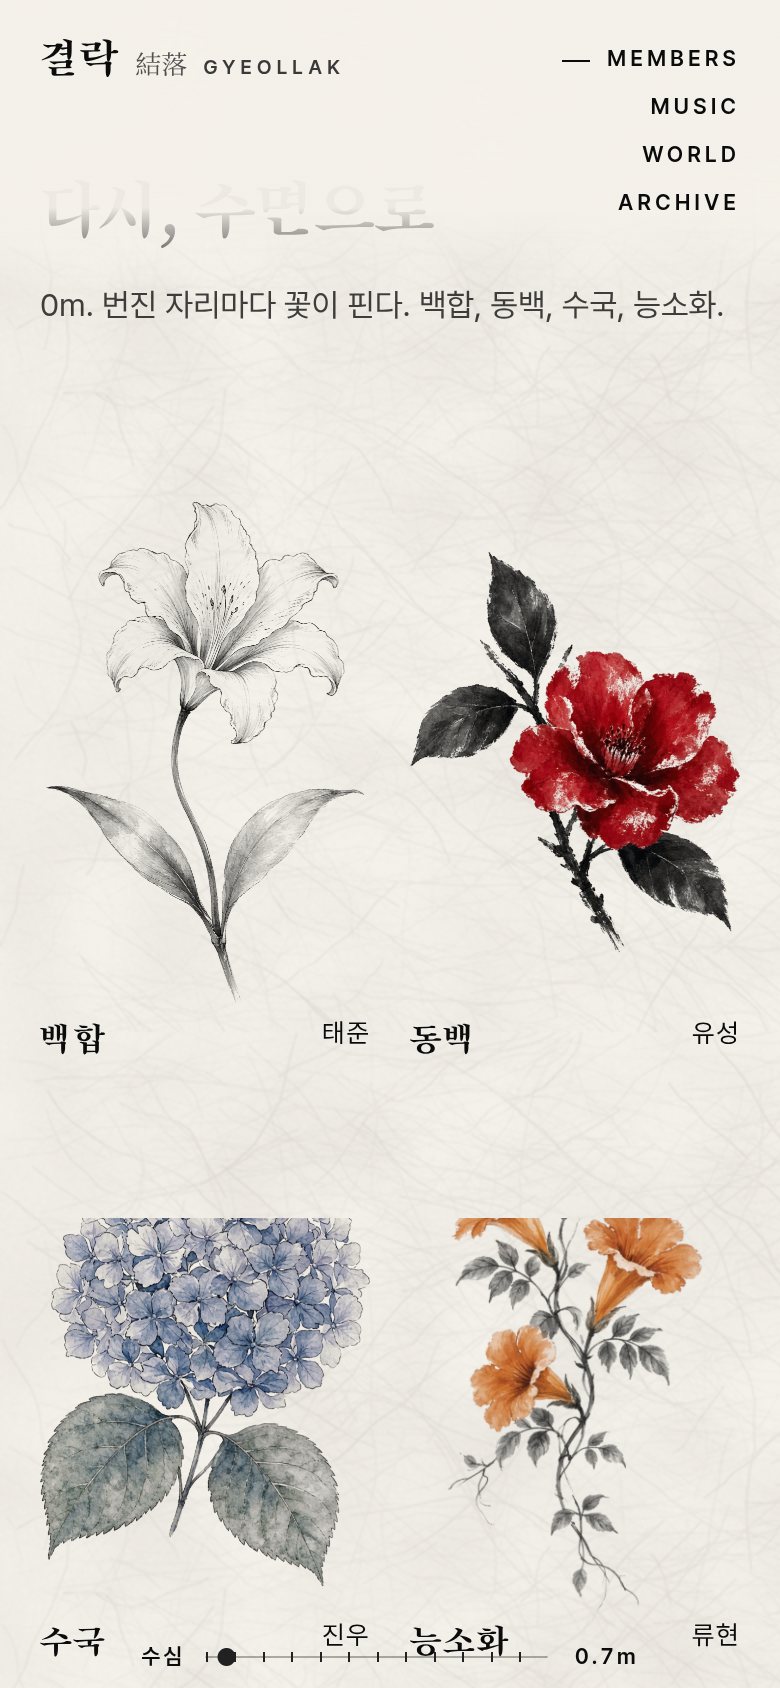 결락 結落 GYEOLLAK
MEMBERS
MUSIC
WORLD
ARCHIVE
다시, 수면으로
0m. 번진 자리마다 꽃이 핀다. 백합, 동백, 수국, 능소화.
백합 태준
동백 유성
수국 진우
능소화 류현
수심 0.7m